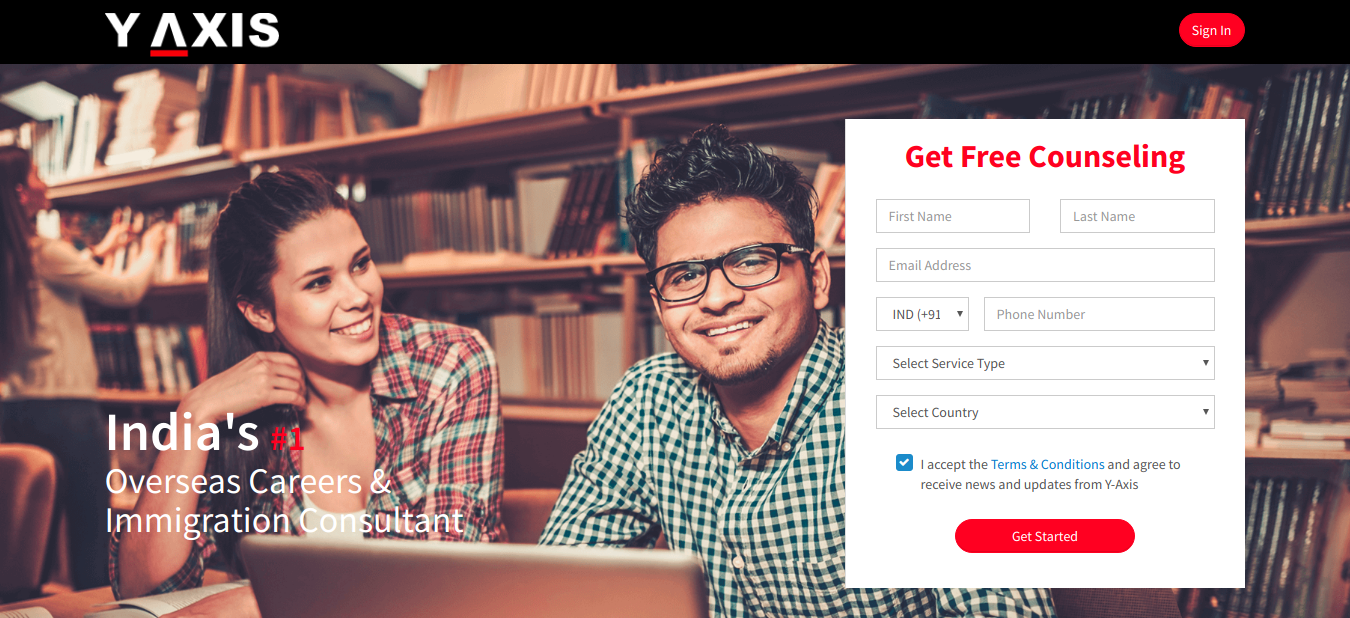 Y AXIS
Sign In
India's #1
Overseas Careers &
Immigration Consultant
Get Free Counseling
First Name
Last Name
Email Address
IND (+91
Phone Number
Select Service Type
Select Country
I accept the Terms & Conditions and agree to
receive news and updates from Y-Axis
Get Started